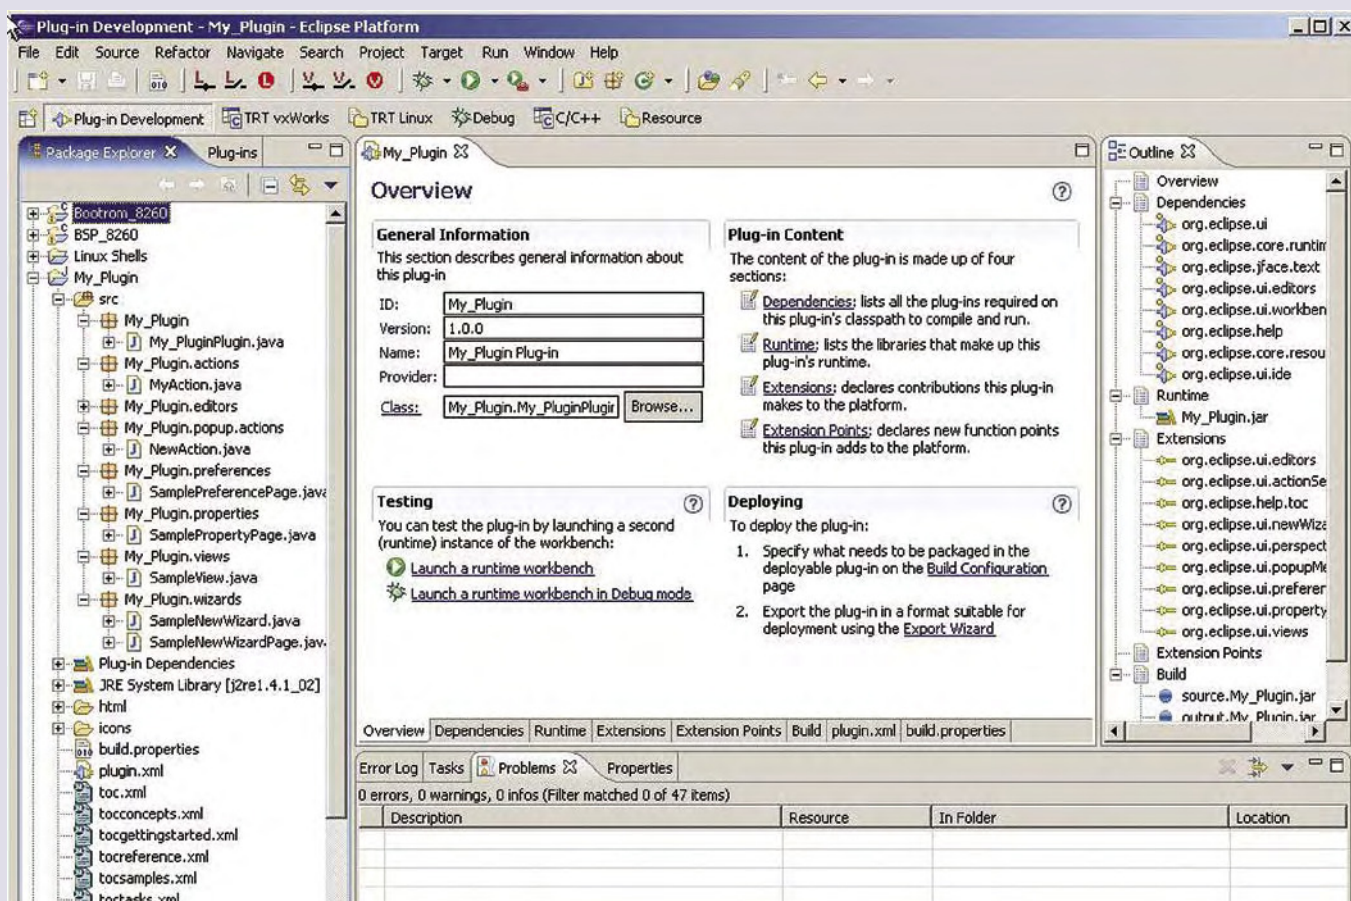 Plug-in Development - My_Plugin - Eclipse Platform
File Edit Source Refactor Navigate Search Project Target Run Window Help
Plug-in Development TRT vxWorks TRT Linux Debug C/C++ Resource
Package Explorer Plug-ins
Bootrom_8260
BSP_8260
Linux Shells
My_Plugin
src
My_Plugin
My_PluginPlugin.java
My_Plugin.actions
MyAction.java
My_Plugin.editors
My_Plugin.popup.actions
NewAction.java
My_Plugin.preferences
SamplePreferencePage.java
My_Plugin.properties
SamplePropertyPage.java
My_Plugin.views
SampleView.java
My_Plugin.wizards
SampleNewWizard.java
SampleNewWizardPage.jav
Plug-in Dependencies
JRE System Library [j2re1.4.1_02]
html
icons
build.properties
plugin.xml
toc.xml
tocconcepts.xml
tocgettingstarted.xml
tocreference.xml
tocsamples.xml
toctasks.xml
My_Plugin
Overview
General Information
This section describes general information about
this plug-in
ID: My_Plugin
Version: 1.0.0
Name: My_Plugin Plug-in
Provider:
Class: My_Plugin.My_PluginPlugir Browse...
Plug-in Content
The content of the plug-in is made up of four
sections:
Dependencies: lists all the plug-ins required on
this plug-in's classpath to compile and run.
Runtime: lists the libraries that make up this
plug-in's runtime.
Extensions: declares contributions this plug-in
makes to the platform.
Extension Points: declares new function points
this plug-in adds to the platform.
Testing
You can test the plug-in by launching a second
(runtime) instance of the workbench:
Launch a runtime workbench
Launch a runtime workbench in Debug mode
Deploying
To deploy the plug-in:
1. Specify what needs to be packaged in the
deployable plug-in on the Build Configuration
page
2. Export the plug-in in a format suitable for
deployment using the Export Wizard
Overview Dependencies Runtime Extensions Extension Points Build plugin.xml build.properties
Outline
Overview
Dependencies
org.eclipse.ui
org.eclipse.core.runtim
org.eclipse.jface.text
org.eclipse.ui.editors
org.eclipse.ui.workben
org.eclipse.help
org.eclipse.core.resou
org.eclipse.ui.ide
Runtime
My_Plugin.jar
Extensions
org.eclipse.ui.editors
org.eclipse.ui.actionSe
org.eclipse.help.toc
org.eclipse.ui.newWiza
org.eclipse.ui.perspect
org.eclipse.ui.popupMe
org.eclipse.ui.preferer
org.eclipse.ui.property
org.eclipse.ui.views
Extension Points
Build
source.My_Plugin.jar
output.My_Plugin.jar
Error Log Tasks Problems Properties
0 errors, 0 warnings, 0 infos (Filter matched 0 of 47 items)
Description Resource In Folder Location